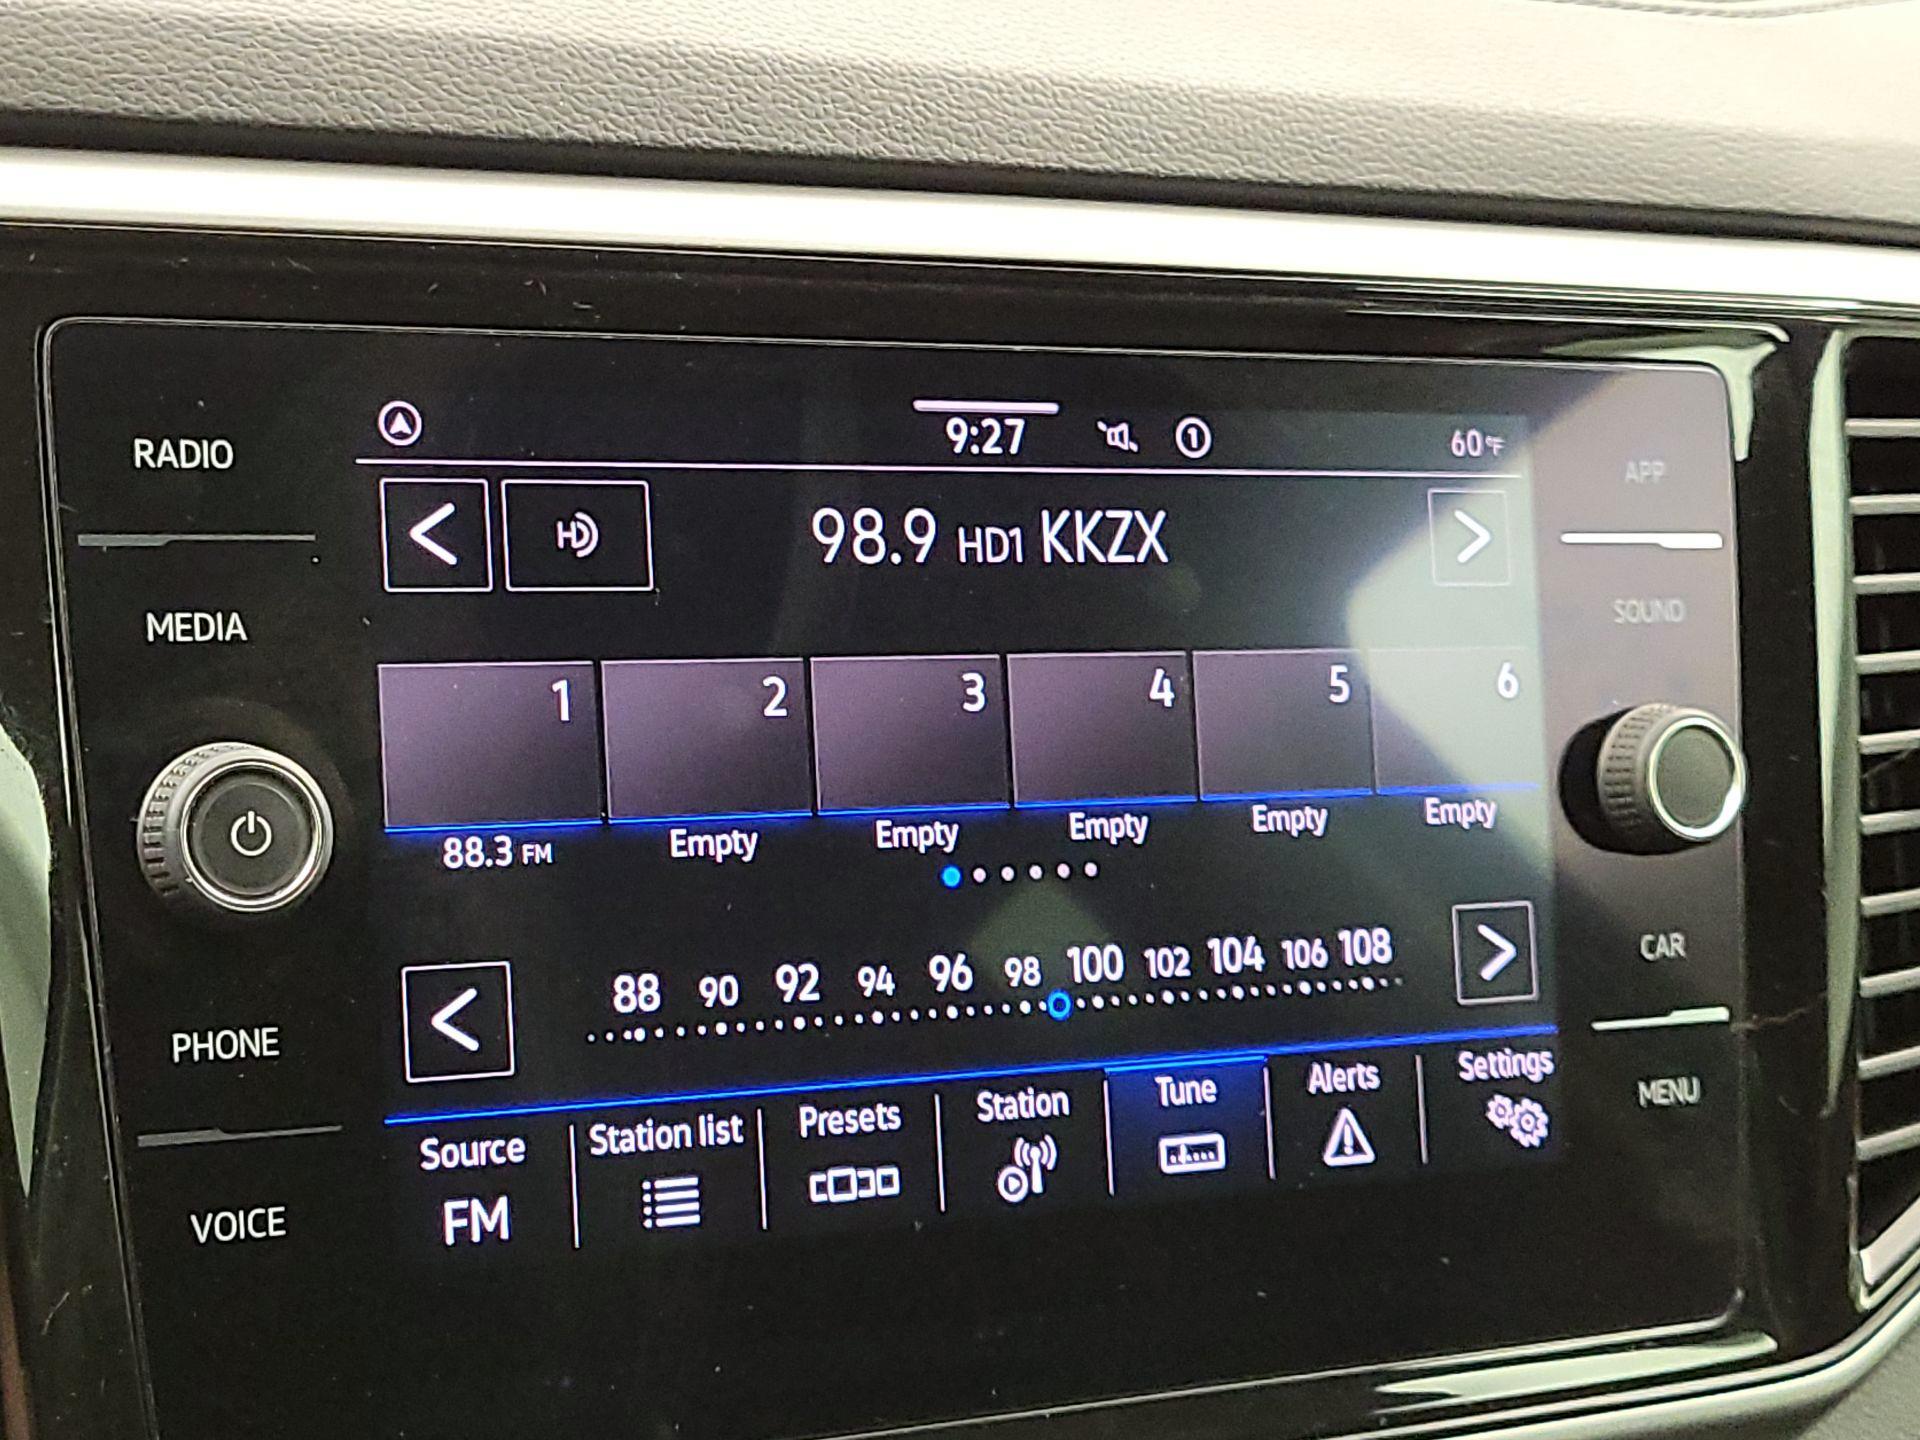 RADIO
MEDIA
PHONE
VOICE
9:27
1
60°F
HD
98.9 HD1 KKZX
1 2 3 4 5 6
88.3 FM Empty Empty Empty Empty Empty
88 90 92 94 96 98 100 102 104 106 108
Source Station list Presets Station Tune Alerts Settings
FM
APP
SOUND
CAR
MENU